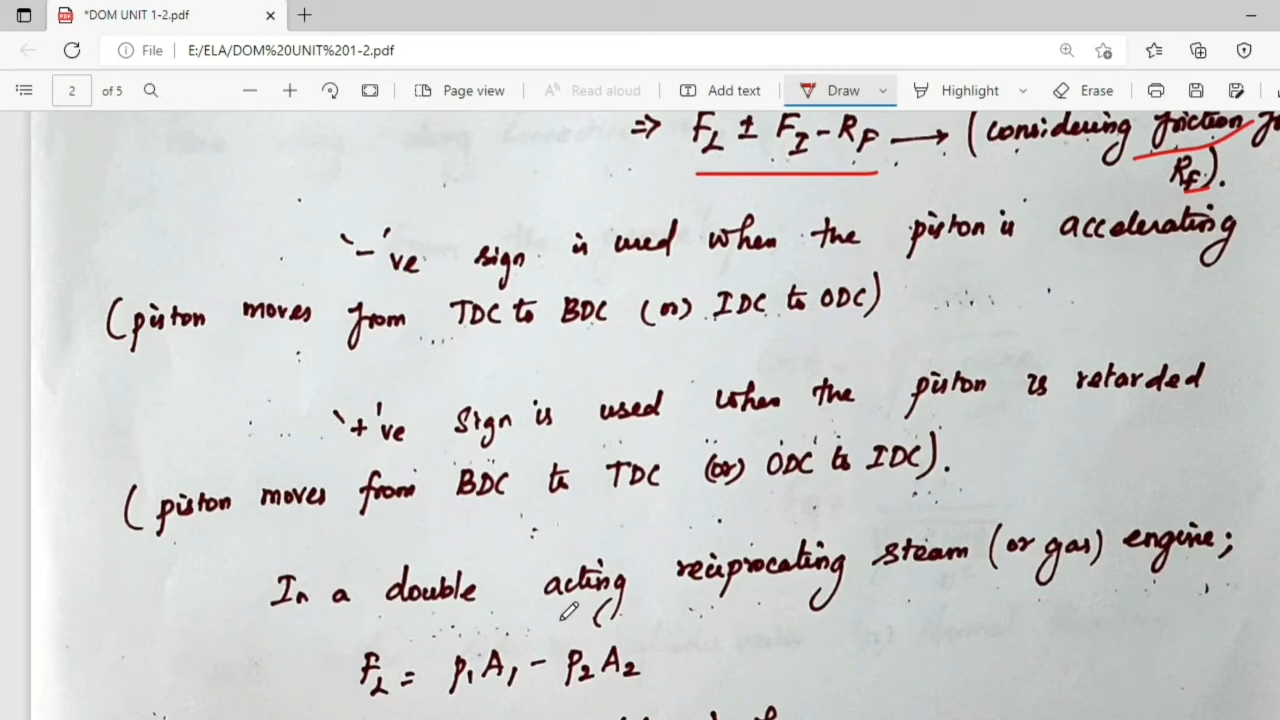 *DOM UNIT 1-2.pdf
File E:/ELA/DOM%20UNIT%201-2.pdf
2 of 5 Page view Read aloud Add text Draw Highlight Erase
=> F_L ± F_I - R_F → (Considering friction
R_F).
'-'ve sign is used when the piston is accelerating
(piston moves from TDC to BDC (or) IDC to ODC)
'+'ve Sign is used when the piston is retarded
(piston moves from BDC to TDC (or) ODC to IDC).
In a double acting reciprocating steam (or gas) engine;
F_L = p₁A₁ - p₂A₂